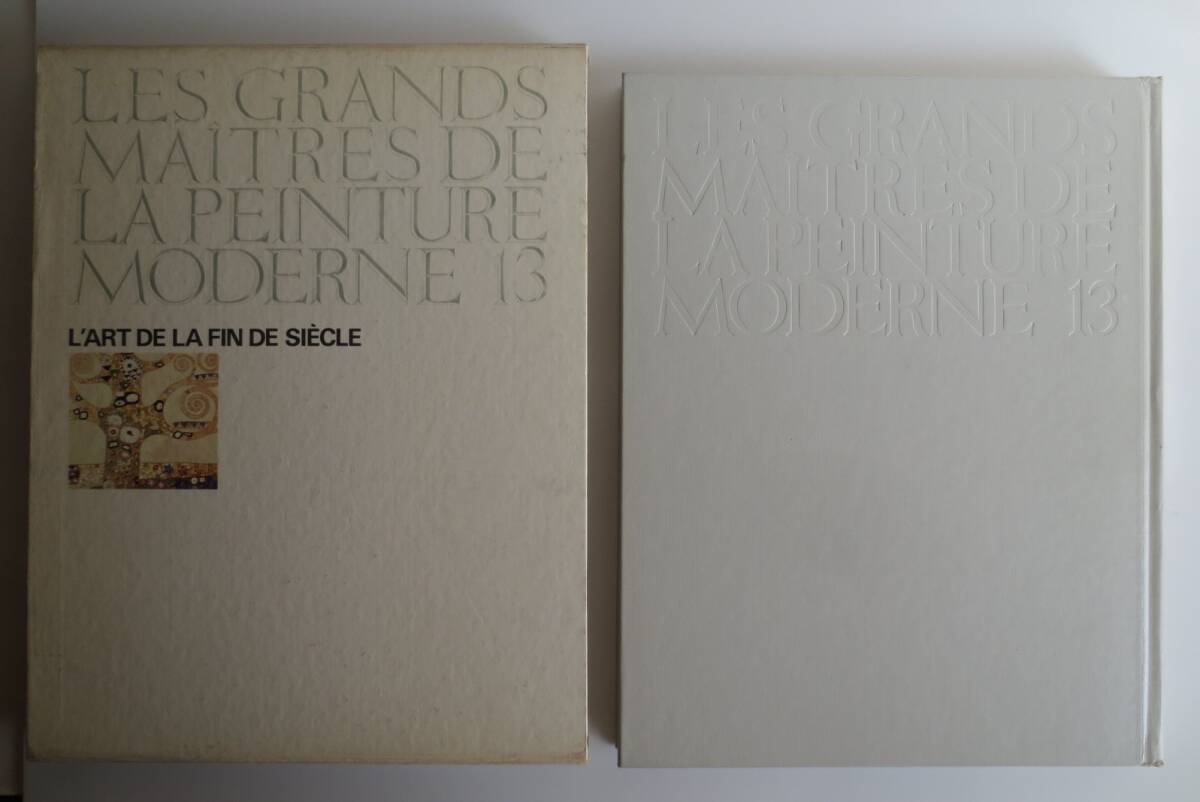 LES GRANDS
MAÎTRES DE
LA PEINTURE
MODERNE 13
L'ART DE LA FIN DE SIÈCLE
LES GRANDS
MAITRES DE
LA PEINTURE
MODERNE 13